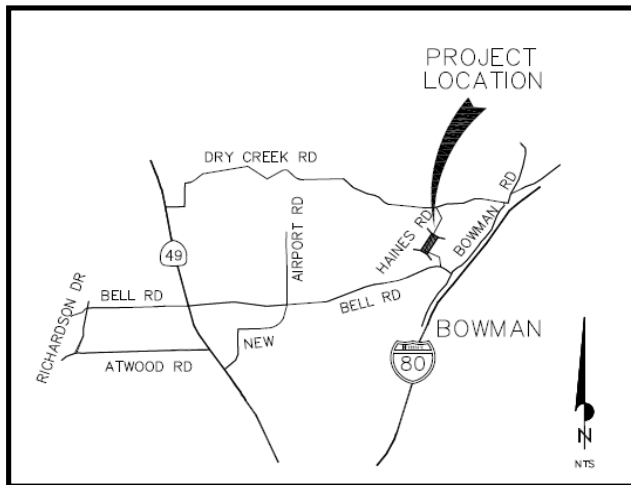 PROJECT
LOCATION
DRY CREEK RD
AIRPORT RD
HAINES RD
BOWMAN RD
49
RICHARDSON DR
BELL RD
BELL RD
NEW
ATWOOD RD
BOWMAN
80
N
NTS